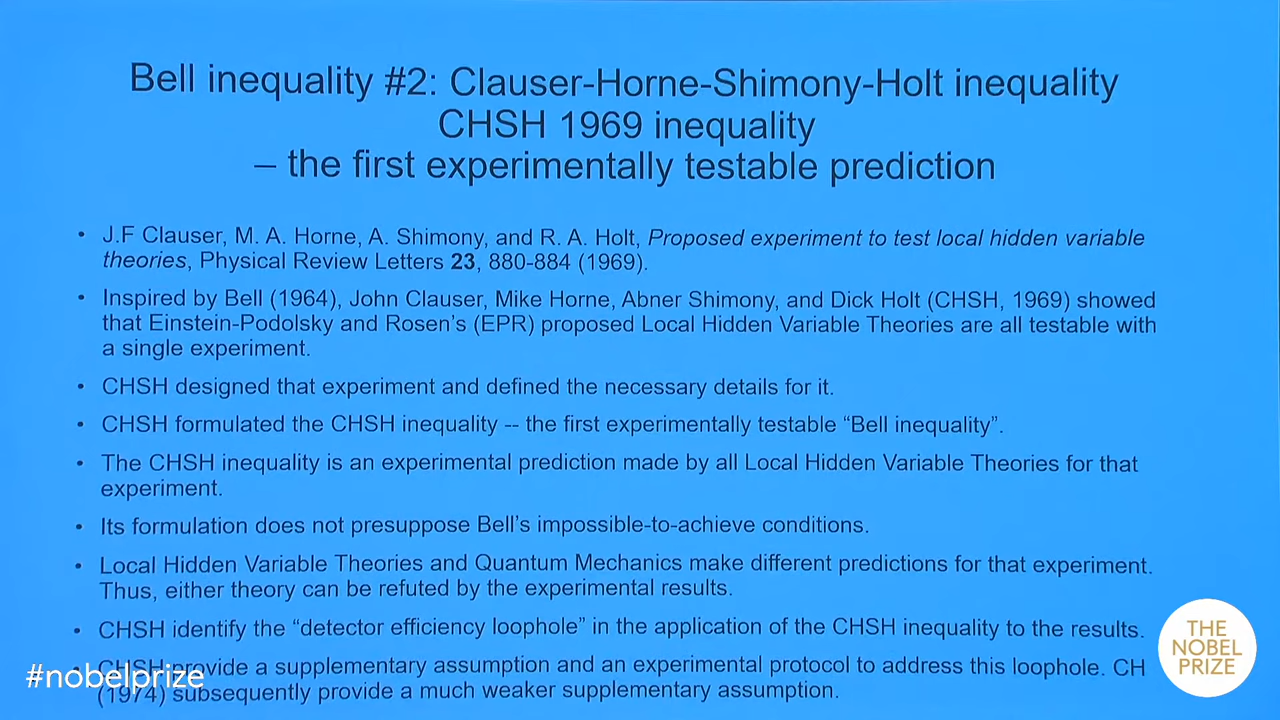 Bell inequality #2: Clauser-Horne-Shimony-Holt inequality
CHSH 1969 inequality
– the first experimentally testable prediction
• J.F Clauser, M. A. Horne, A. Shimony, and R. A. Holt, Proposed experiment to test local hidden variable
theories, Physical Review Letters 23, 880-884 (1969).
• Inspired by Bell (1964), John Clauser, Mike Horne, Abner Shimony, and Dick Holt (CHSH, 1969) showed
that Einstein-Podolsky and Rosen’s (EPR) proposed Local Hidden Variable Theories are all testable with
a single experiment.
• CHSH designed that experiment and defined the necessary details for it.
• CHSH formulated the CHSH inequality -- the first experimentally testable “Bell inequality”.
• The CHSH inequality is an experimental prediction made by all Local Hidden Variable Theories for that
experiment.
• Its formulation does not presuppose Bell’s impossible-to-achieve conditions.
• Local Hidden Variable Theories and Quantum Mechanics make different predictions for that experiment.
Thus, either theory can be refuted by the experimental results.
• CHSH identify the “detector efficiency loophole” in the application of the CHSH inequality to the results.
• CHSH provide a supplementary assumption and an experimental protocol to address this loophole. CH
(1974) subsequently provide a much weaker supplementary assumption.
#nobelprize
THE
NOBEL
PRIZE